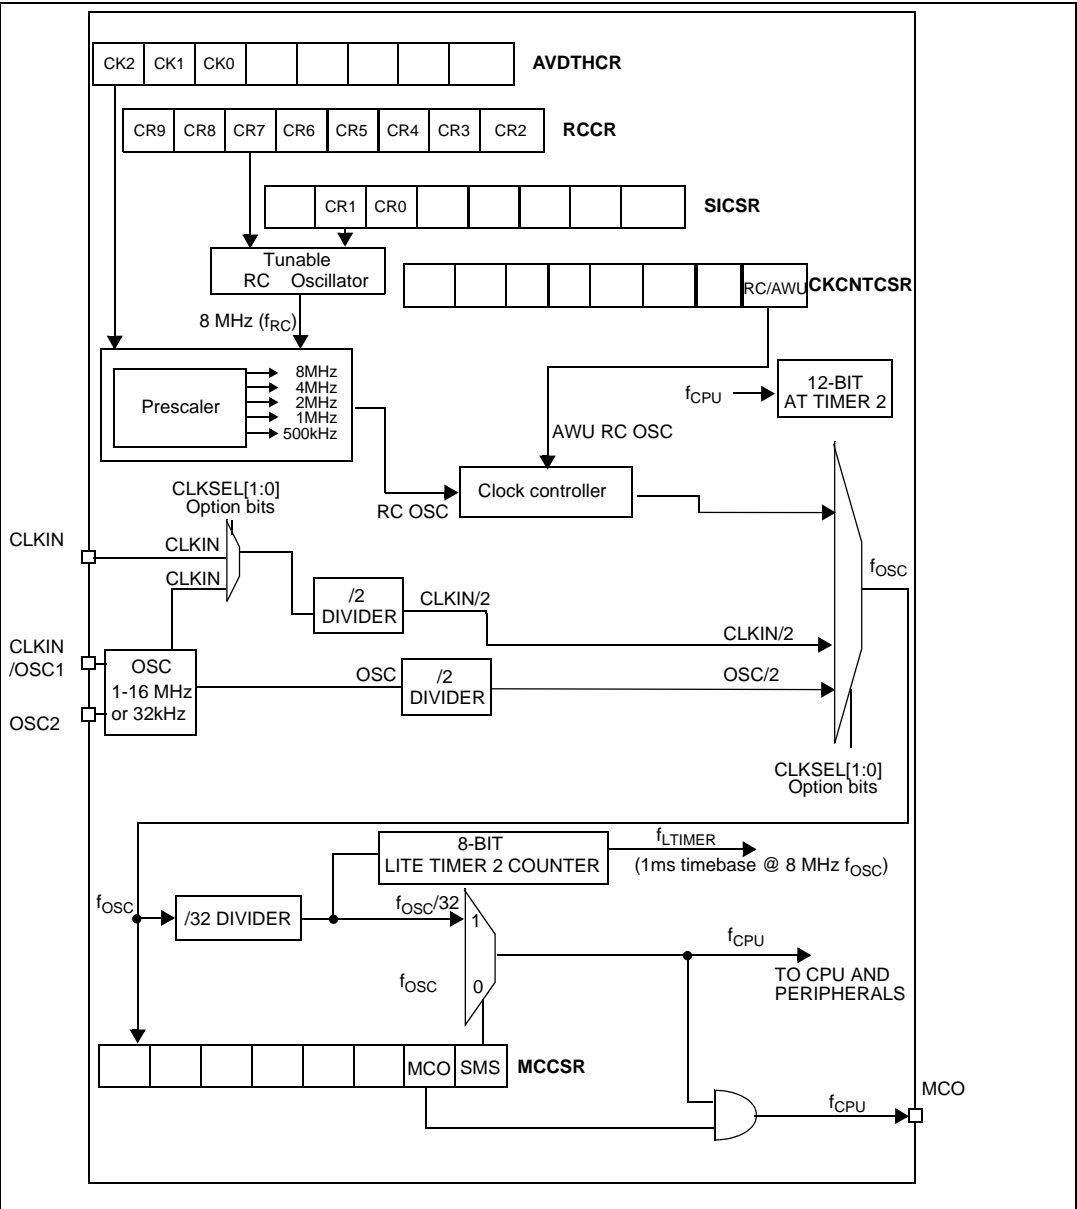 CK2 CK1 CK0 AVDTHCR
CR9 CR8 CR7 CR6 CR5 CR4 CR3 CR2 RCCR
CR1 CR0 SICSR
Tunable
RC Oscillator
RC/AWU CKCNTCSR
8 MHz (fRC)
8MHz
4MHz
2MHz
1MHz
500kHz
Prescaler
fCPU
12-BIT
AT TIMER 2
AWU RC OSC
Clock controller
RC OSC
CLKSEL[1:0]
Option bits
CLKIN
CLKIN
CLKIN
/2
DIVIDER
CLKIN/2
CLKIN/2
fOSC
CLKIN
/OSC1
OSC2
OSC
1-16 MHz
or 32kHz
OSC
/2
DIVIDER
OSC/2
CLKSEL[1:0]
Option bits
8-BIT
LITE TIMER 2 COUNTER
fLTIMER
(1ms timebase @ 8 MHz fOSC)
fOSC
/32 DIVIDER
fOSC/32
1
fOSC
0
fCPU
TO CPU AND
PERIPHERALS
MCO SMS MCCSR
fCPU
MCO